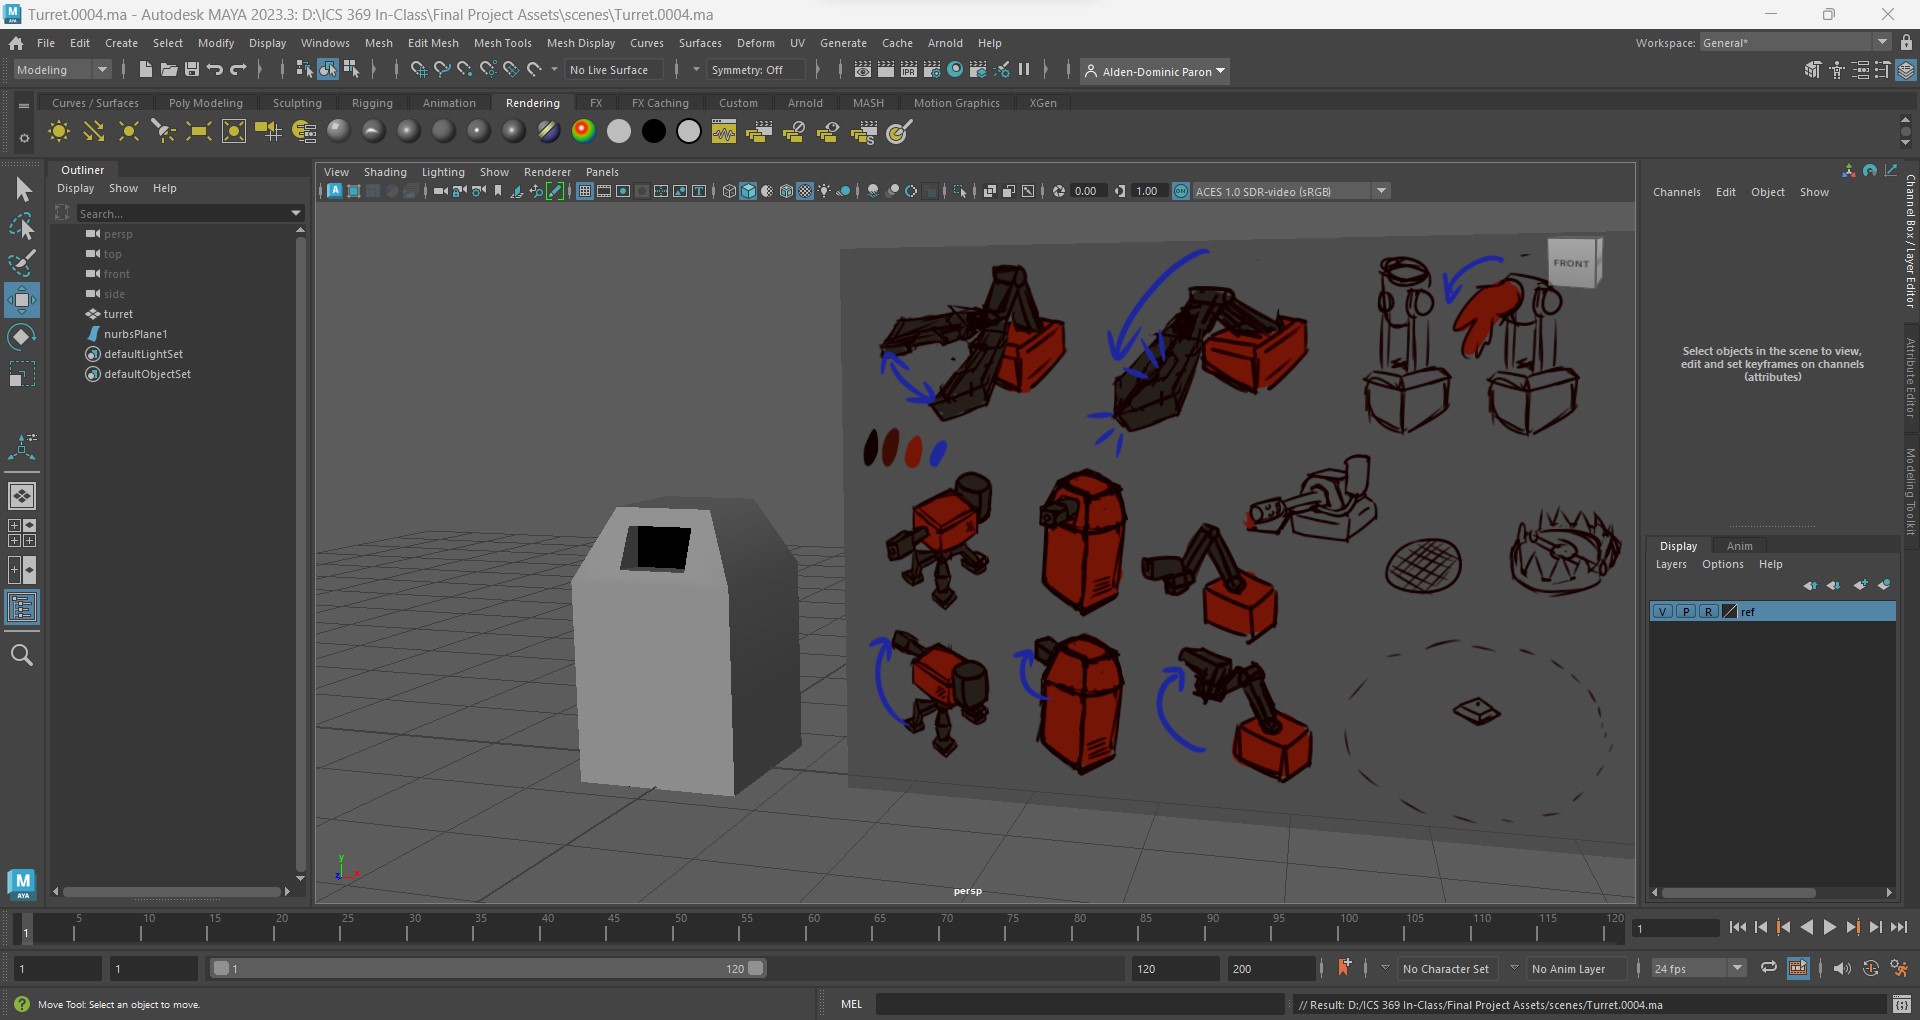 Turret.0004.ma - Autodesk MAYA 2023.3: D:\ICS 369 In-Class\Final Project Assets\scenes\Turret.0004.ma
File Edit Create Select Modify Display Windows Mesh Edit Mesh Mesh Tools Mesh Display Curves Surfaces Deform UV Generate Cache Arnold Help
Workspace: General*
Modeling No Live Surface Symmetry: Off IPR Alden-Dominic Paron
Curves / Surfaces Poly Modeling Sculpting Rigging Animation Rendering FX FX Caching Custom Arnold MASH Motion Graphics XGen
Outliner
Display Show Help
Search...
persp
top
front
side
turret
nurbsPlane1
defaultLightSet
defaultObjectSet
View Shading Lighting Show Renderer Panels
0.00 1.00 ON ACES 1.0 SDR-video (sRGB)
FRONT
y
z x
persp
Channels Edit Object Show
Select objects in the scene to view,
edit and set keyframes on channels
(attributes)
Channel Box / Layer Editor
Attribute Editor
Modeling Toolkit
Display Anim
Layers Options Help
V P R ref
M
AYA
5 10 15 20 25 30 35 40 45 50 55 60 65 70 75 80 85 90 95 100 105 110 115 120
1 1
1 1 1 120 120 200 No Character Set No Anim Layer 24 fps
Move Tool: Select an object to move.
MEL
// Result: D:/ICS 369 In-Class/Final Project Assets/scenes/Turret.0004.ma